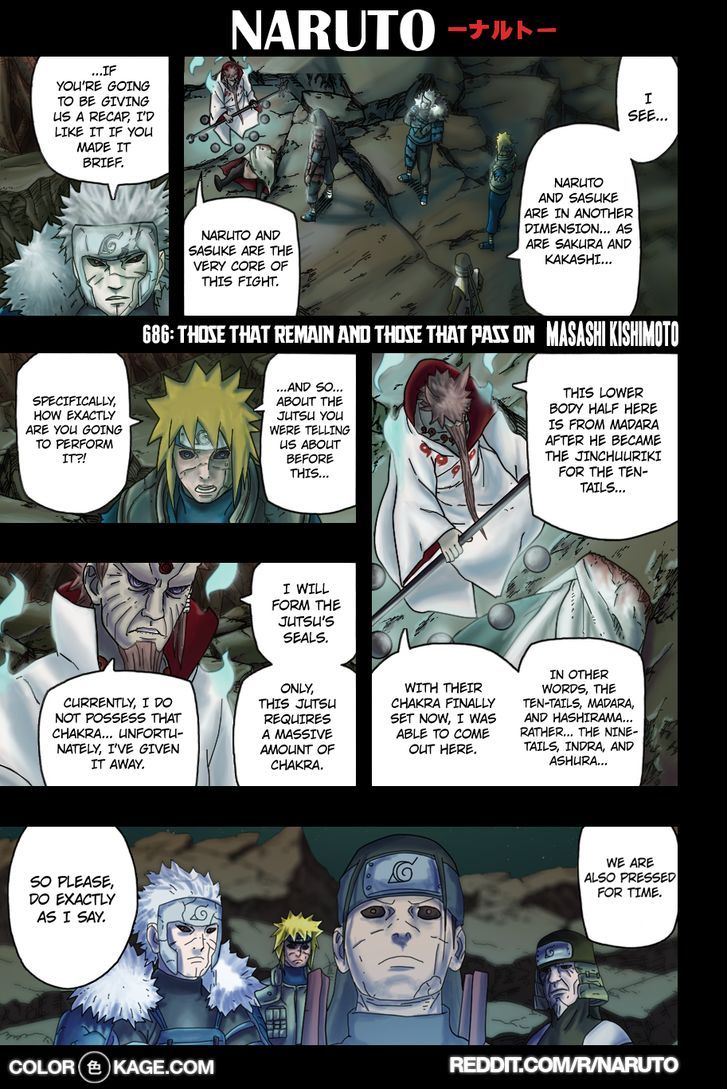 NARUTO
ーナルトー
I
SEE...
NARUTO
AND SASUKE
ARE IN ANOTHER
DIMENSION... AS
ARE SAKURA AND
KAKASHI...
NARUTO AND
SASUKE ARE THE
VERY CORE OF
THIS FIGHT.
...IF
YOU'RE GOING
TO BE GIVING
US A RECAP, I'D
LIKE IT IF YOU
MADE IT
BRIEF.
686: THOSE THAT REMAIN AND THOSE THAT PASS ON MASASHI KISHIMOTO
THIS LOWER
BODY HALF HERE
IS FROM MADARA
AFTER HE BECAME
THE JINCHUURIKI
FOR THE TEN-
TAILS...
IN OTHER
WORDS, THE
TEN-TAILS, MADARA,
AND HASHIRAMA...
RATHER... THE NINE-
TAILS, INDRA, AND
ASHURA...
WITH THEIR
CHAKRA FINALLY
SET NOW, I WAS
ABLE TO COME
OUT HERE.
...AND SO...
ABOUT THE
JUTSU YOU
WERE TELLING
US ABOUT
BEFORE
THIS...
SPECIFICALLY,
HOW EXACTLY
ARE YOU GOING
TO PERFORM
IT?!
I WILL
FORM THE
JUTSU'S
SEALS.
ONLY,
THIS JUTSU
REQUIRES
A MASSIVE
AMOUNT OF
CHAKRA.
CURRENTLY, I DO
NOT POSSESS THAT
CHAKRA... UNFORTU-
NATELY, I'VE GIVEN
IT AWAY.
WE ARE
ALSO PRESSED
FOR TIME.
SO PLEASE,
DO EXACTLY
AS I SAY.
COLOR 色 KAGE.COM
REDDIT.COM/R/NARUTO